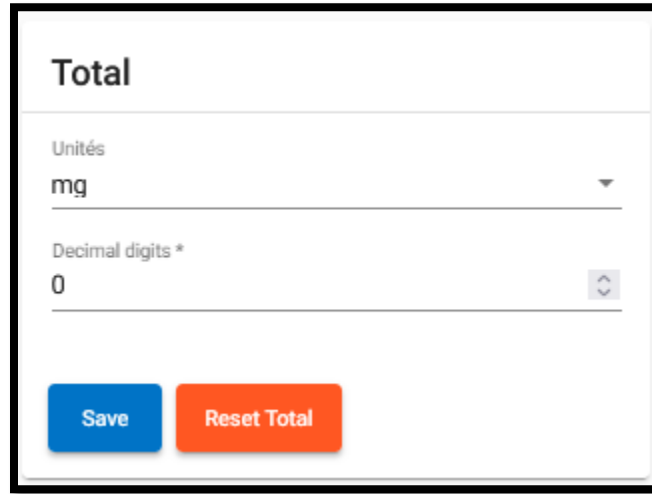 Total
Unités
mg
Decimal digits *
0
Save Reset Total